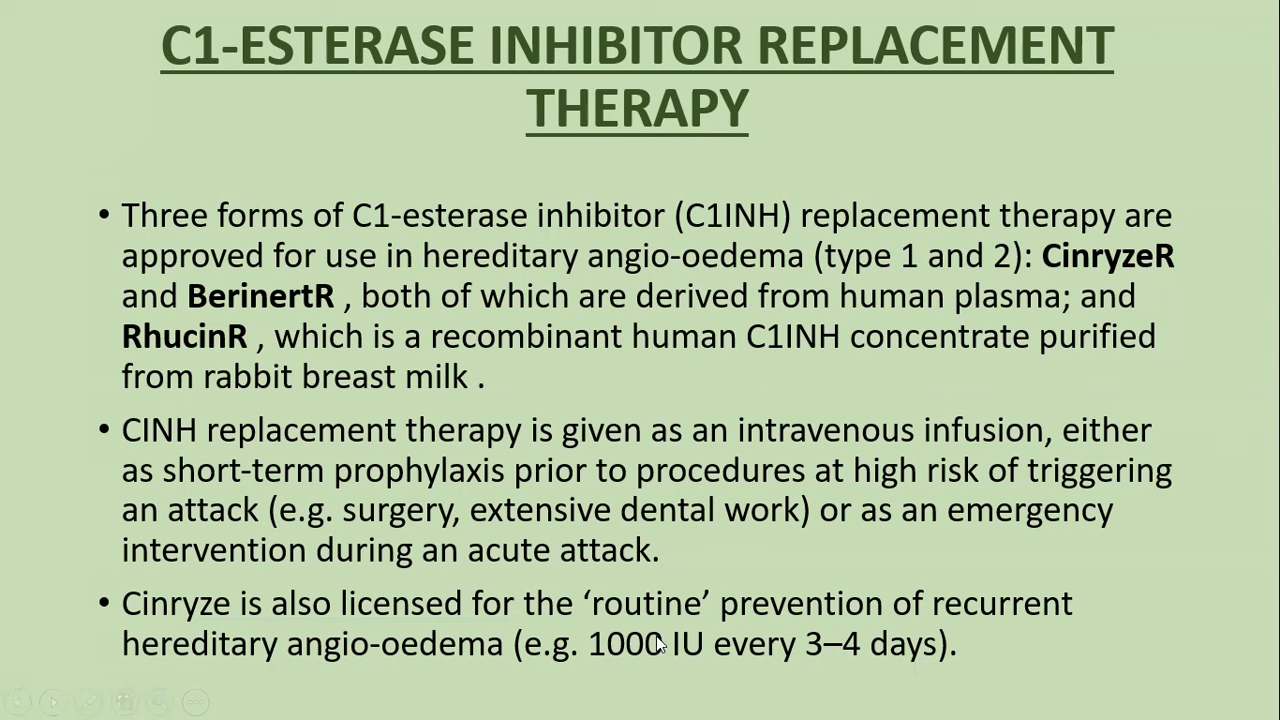 C1-ESTERASE INHIBITOR REPLACEMENT
THERAPY
• Three forms of C1-esterase inhibitor (C1INH) replacement therapy are
approved for use in hereditary angio-oedema (type 1 and 2): CinryzeR
and BerinertR , both of which are derived from human plasma; and
RhucinR , which is a recombinant human C1INH concentrate purified
from rabbit breast milk .
• CINH replacement therapy is given as an intravenous infusion, either
as short-term prophylaxis prior to procedures at high risk of triggering
an attack (e.g. surgery, extensive dental work) or as an emergency
intervention during an acute attack.
• Cinryze is also licensed for the ‘routine’ prevention of recurrent
hereditary angio-oedema (e.g. 1000 IU every 3–4 days).